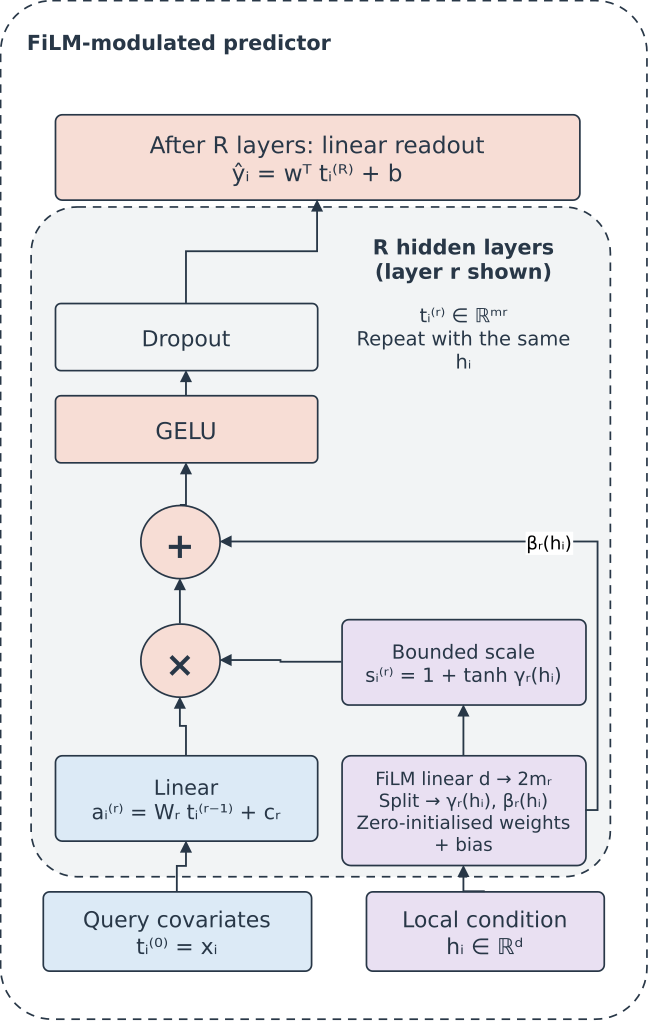 FiLM-modulated predictor
After R layers: linear readout
ŷᵢ = wᵀ tᵢ⁽ᴿ⁾ + b
R hidden layers
(layer r shown)
tᵢ⁽ʳ⁾ ∈ ℝᵐʳ
Repeat with the same
hᵢ
Dropout
GELU
+
βᵣ(hᵢ)
×
Bounded scale
sᵢ⁽ʳ⁾ = 1 + tanh γᵣ(hᵢ)
Linear
aᵢ⁽ʳ⁾ = Wᵣ tᵢ⁽ʳ⁻¹⁾ + cᵣ
FiLM linear d → 2mᵣ
Split → γᵣ(hᵢ), βᵣ(hᵢ)
Zero-initialised weights
+ bias
Query covariates
tᵢ⁽⁰⁾ = xᵢ
Local condition
hᵢ ∈ ℝᵈ